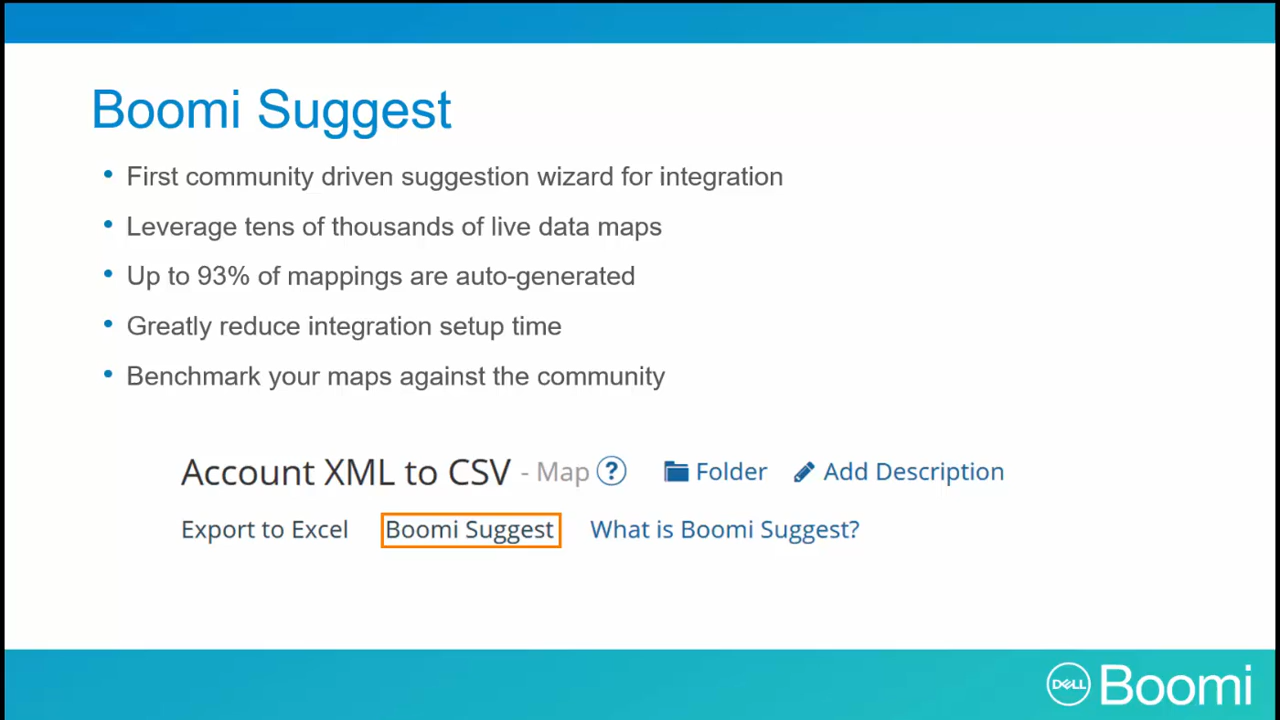 Boomi Suggest
• First community driven suggestion wizard for integration
• Leverage tens of thousands of live data maps
• Up to 93% of mappings are auto-generated
• Greatly reduce integration setup time
• Benchmark your maps against the community
Account XML to CSV - Map ? Folder Add Description
Export to Excel Boomi Suggest What is Boomi Suggest?
DELL Boomi